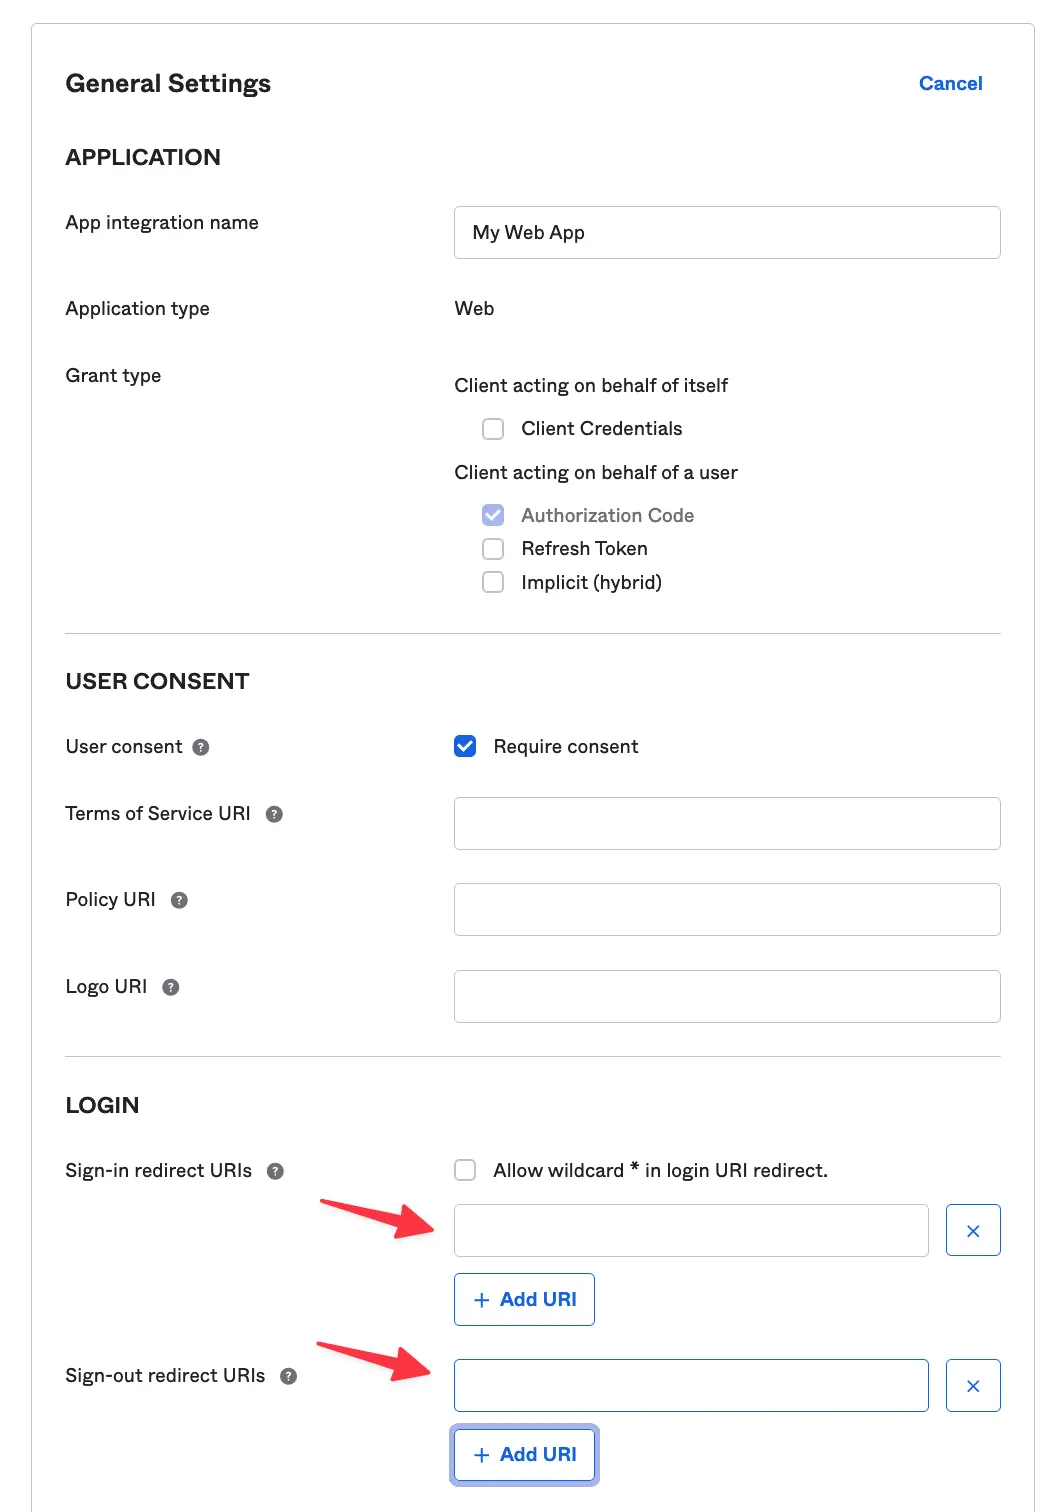 General Settings
Cancel
APPLICATION
App integration name
My Web App
Application type
Web
Grant type
Client acting on behalf of itself
Client Credentials
Client acting on behalf of a user
Authorization Code
Refresh Token
Implicit (hybrid)
USER CONSENT
User consent ?
Require consent
Terms of Service URI ?
Policy URI ?
Logo URI ?
LOGIN
Sign-in redirect URIs ?
Allow wildcard * in login URI redirect.
+ Add URI
Sign-out redirect URIs ?
+ Add URI